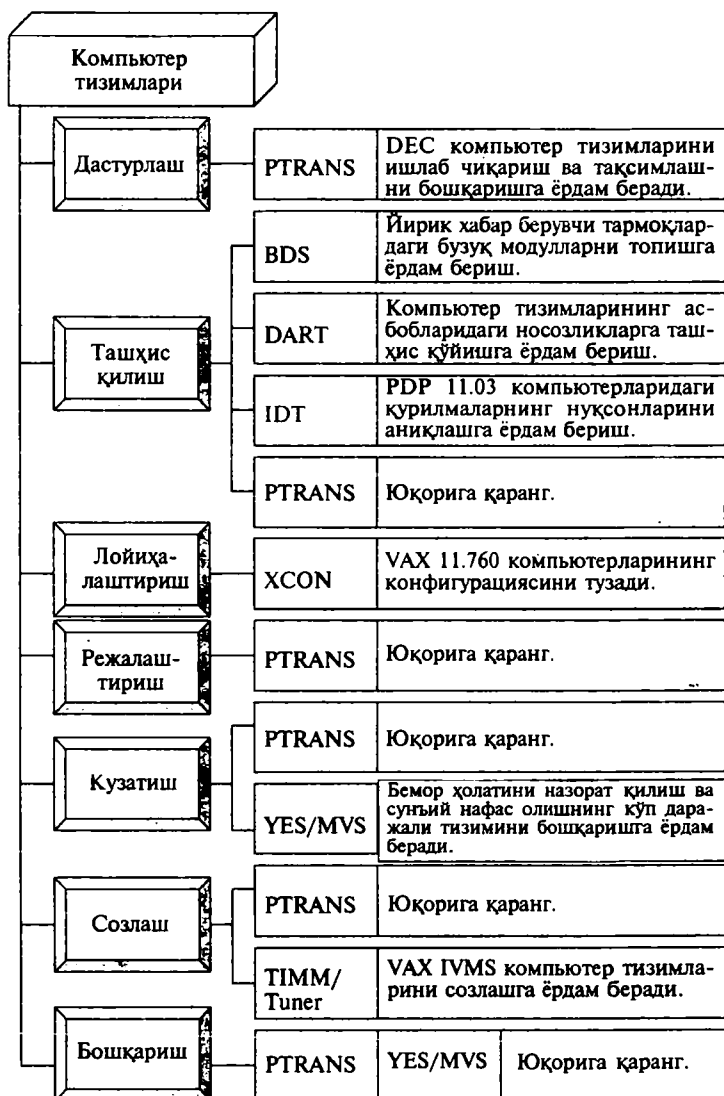 Компьютер
тизимлари
Дастурлаш
PTRANS
DEC компьютер тизимларини
ишлаб чиқариш ва тақсимлаш-
ни бошқаришга ёрдам беради.
Ташҳис
қилиш
BDS
Йирик хабар берувчи тармоқлар-
даги бузуқ модулларни топишга
ёрдам бериш.
DART
Компьютер тизимларининг ас-
бобларидаги носозликларга таш-
ҳис қўйишга ёрдам бериш.
IDT
PDP 11.03 компьютерларидаги
қурилмаларнинг нуқсонларини
аниқлашга ёрдам бериш.
PTRANS
Юқорига қаранг.
Лойиҳа-
лаштириш
XCON
VAX 11.760 компьютерларининг
конфигурациясини тузади.
Режалаш-
тириш
PTRANS
Юқорига қаранг.
Кузатиш
PTRANS
Юқорига қаранг.
YES/MVS
Бемор ҳолатини назорат қилиш ва
сунъий нафас олишнинг кўп дара-
жали тизимини бошқаришга ёрдам
беради.
Созлаш
PTRANS
Юқорига қаранг.
TIMM/
Tuner
VAX IVMS компьютер тизимла-
рини созлашга ёрдам беради.
Бошқариш
PTRANS
YES/MVS
Юқорига қаранг.